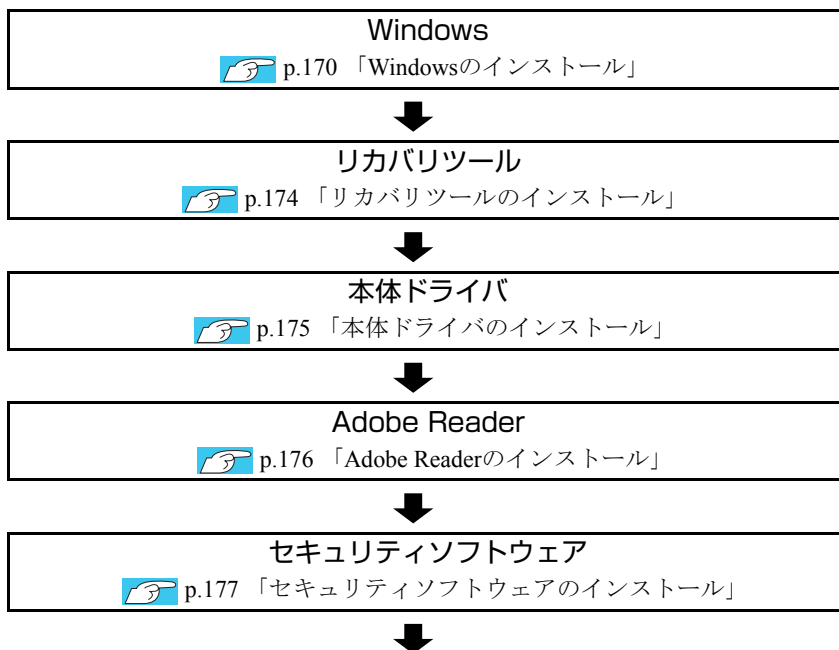 Windows
p.170 「Windowsのインストール」
リカバリツール
p.174 「リカバリツールのインストール」
本体ドライバ
p.175 「本体ドライバのインストール」
Adobe Reader
p.176 「Adobe Readerのインストール」
セキュリティソフトウェア
p.177 「セキュリティソフトウェアのインストール」